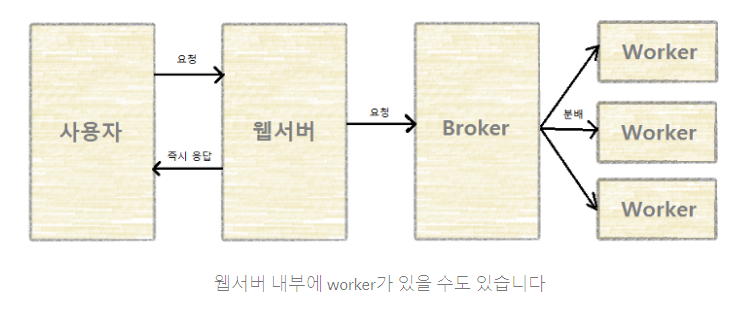 요청
Worker
사용자
웹서버
요청
Broker
분배
Worker
즉시 응답
Worker
웹서버 내부에 worker가 있을 수도 있습니다